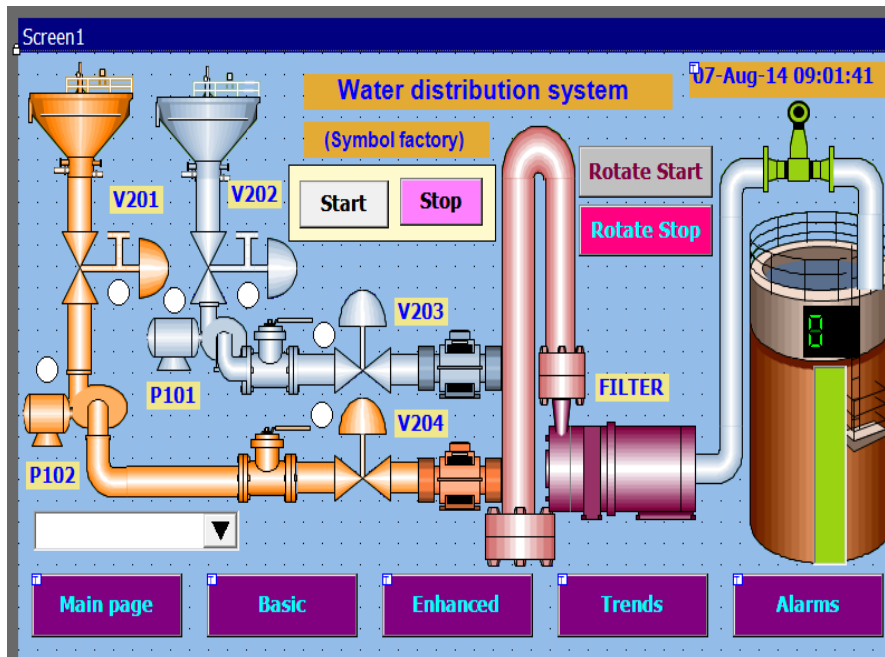 Screen1
Water distribution system
07-Aug-14 09:01:41
(Symbol factory)
Start
Stop
Rotate Start
Rotate Stop
V201
V202
V203
0
P101
FILTER
V204
P102
Main page
Basic
Enhanced
Trends
Alarms